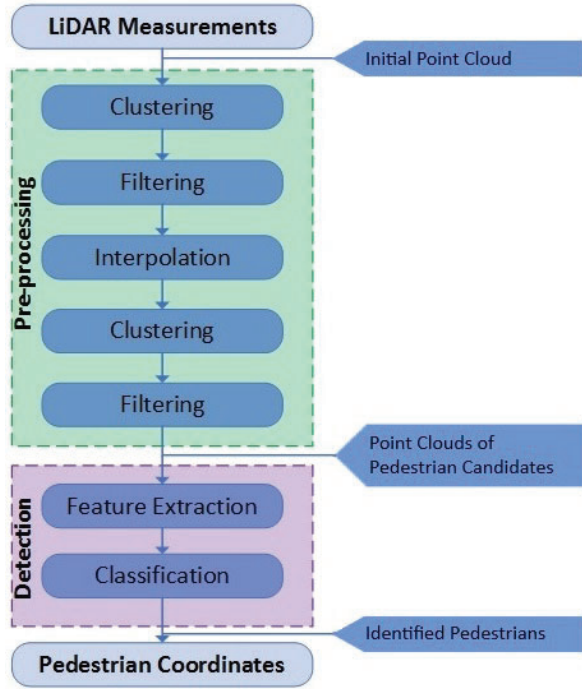 LiDAR Measurements
Initial Point Cloud
Pre-processing
Clustering
Filtering
Interpolation
Clustering
Filtering
Point Clouds of
Pedestrian Candidates
Detection
Feature Extraction
Classification
Identified Pedestrians
Pedestrian Coordinates